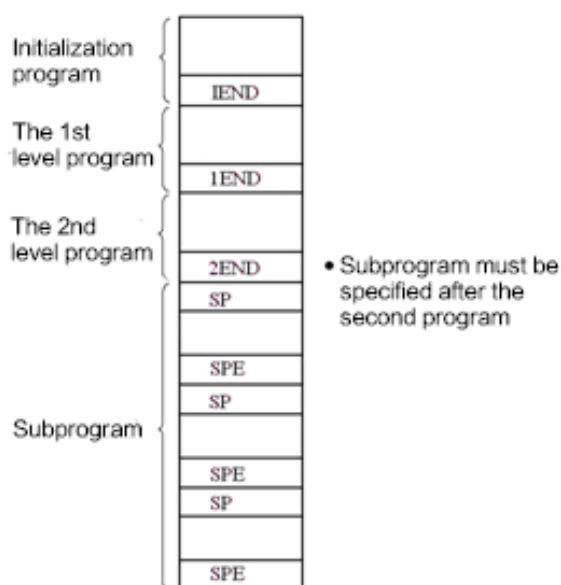 Initialization
program
IEND
The 1st
level program
1END
The 2nd
level program
2END
• Subprogram must be
specified after the
second program
SP
SPE
SP
Subprogram
SPE
SP
SPE